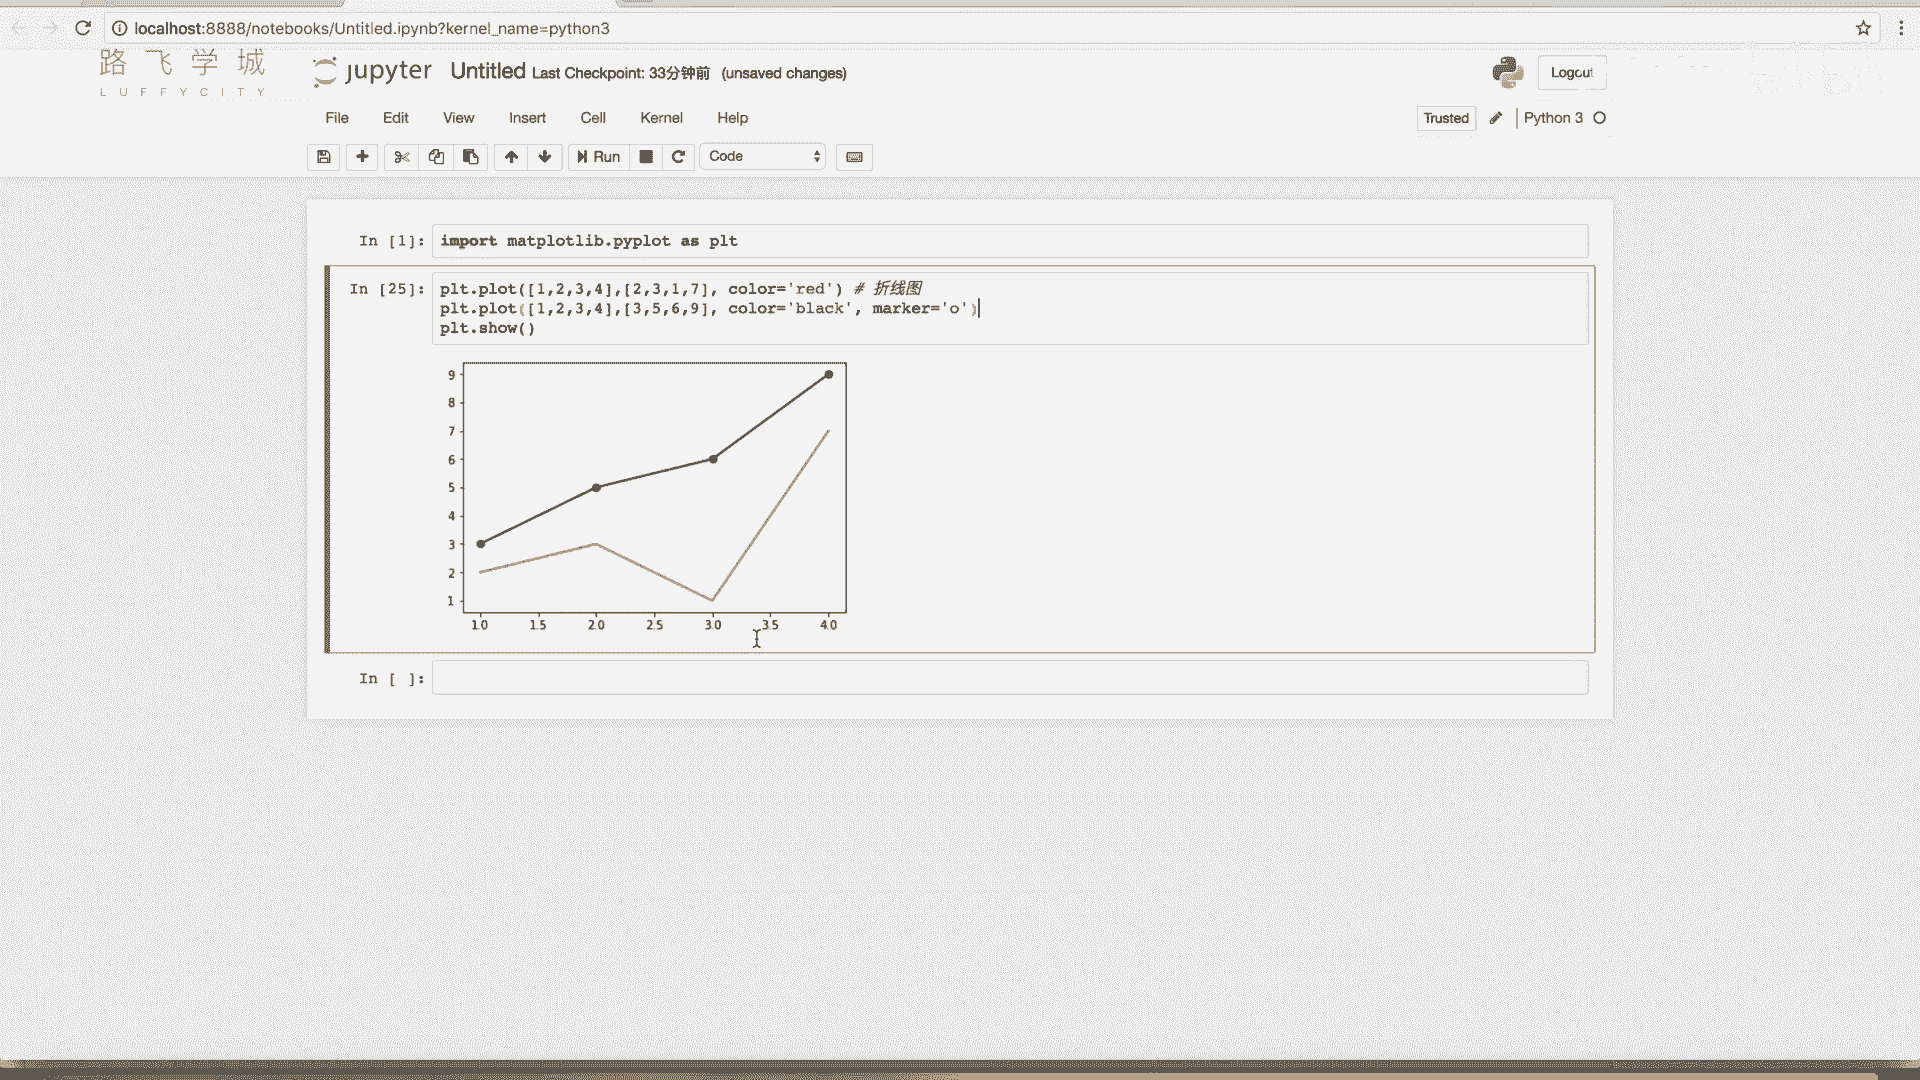 localhost:8888/notebooks/Untitled.ipynb?kernel_name=python3
路飞学城
LUFFYCITY
jupyter Untitled Last Checkpoint: 33分钟前 (unsaved changes)
Logout
File Edit View Insert Cell Kernel Help
Trusted Python 3
Run Code
In [1]: import matplotlib.pyplot as plt
In [25]: plt.plot([1,2,3,4],[2,3,1,7], color='red') # 折线图
plt.plot([1,2,3,4],[3,5,6,9], color='black', marker='o')
plt.show()
9
8
7
6
5
4
3
2
1
1.0 1.5 2.0 2.5 3.0 3.5 4.0
In [ ]: